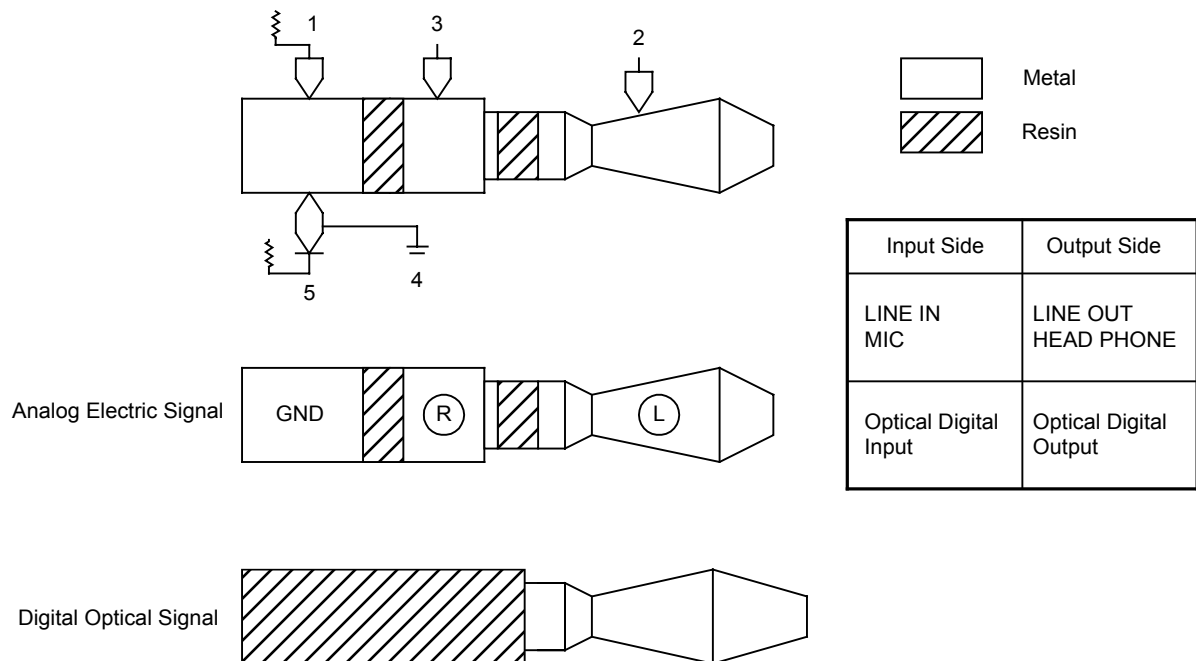 1
3
2
Metal
Resin
5
4
Input Side
Output Side
LINE IN
MIC
LINE OUT
HEAD PHONE
Optical Digital
Input
Optical Digital
Output
Analog Electric Signal
GND
R
L
Digital Optical Signal